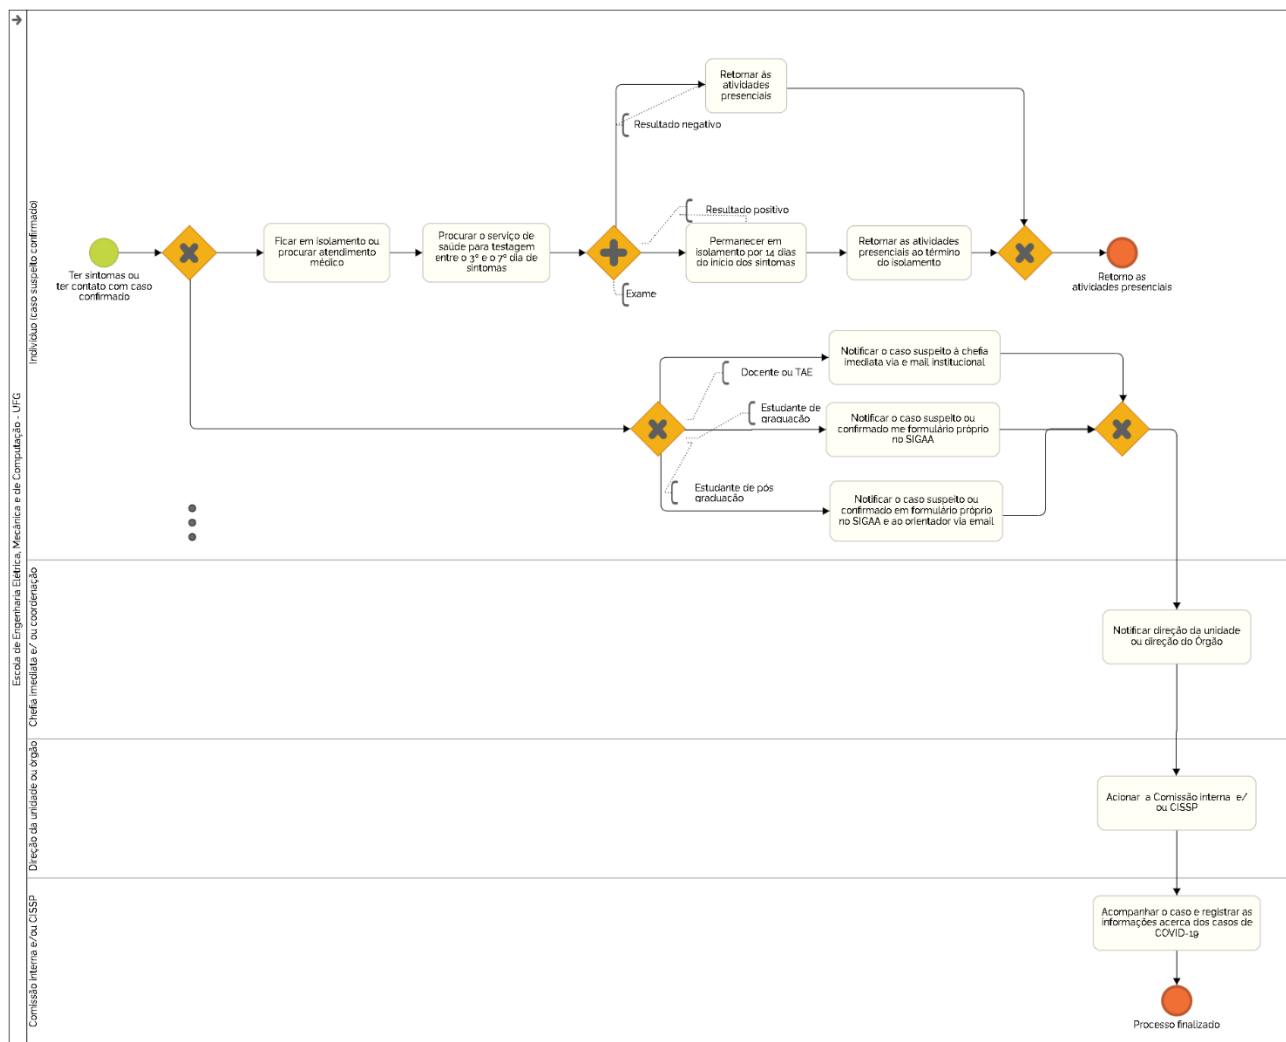 Escola de Engenharia Elétrica, Mecânica e de Computação - UFG
Indivíduo (caso suspeito confirmado)
Retornar às
atividades
presenciais
Resultado negativo
Resultado positivo
Ter sintomas ou
ter contato com caso
confirmado
Ficar em isolamento ou
procurar atendimento
médico
Procurar o serviço de
saúde para testagem
entre o 3º e o 7º dia de
sintomas
Permanecer em
isolamento por 14 dias
do início dos sintomas
Retornar as atividades
presenciais ao término
do isolamento
Retorno as
atividades presenciais
Exame
Docente ou TAE
Notificar o caso suspeito à chefia
imediata via e mail institucional
Estudante de
graduação
Notificar o caso suspeito ou
confirmado me formulário próprio
no SIGAA
Estudante de pós
graduação
Notificar o caso suspeito ou
confirmado em formulário próprio
no SIGAA e ao orientador via email
Chefia imediata e/ ou coordenação
Notificar direção da unidade
ou direção do Órgão
Direção da unidade ou órgão
Acionar a Comissão interna e/
ou CISSP
Comissão interna e/ou CISSP
Acompanhar o caso e registrar as
informações acerca dos casos de
COVID-19
Processo finalizado